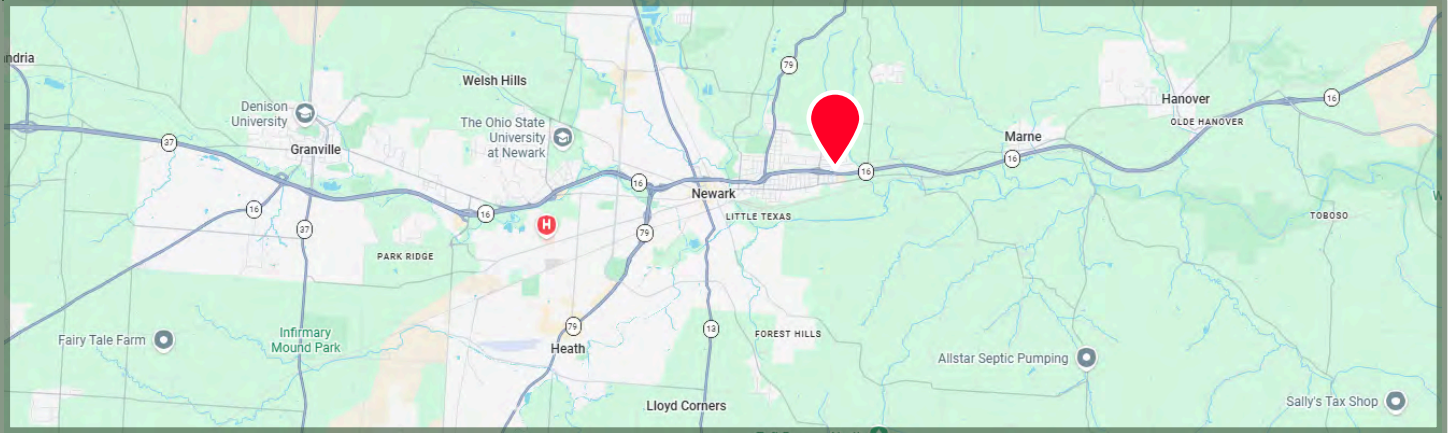 79
Welsh Hills
ndria
16
Hanover
Denison
University
OLDE HANOVER
The Ohio State
University
at Newark
37
Granville
Marne
16
16
16
Newark
16
16
37
79
LITTLE TEXAS
TOBOSO
H
PARK RIDGE
79
13
FOREST HILLS
Infirmary
Mound Park
Fairy Tale Farm
Heath
Allstar Septic Pumping
Lloyd Corners
Sally's Tax Shop